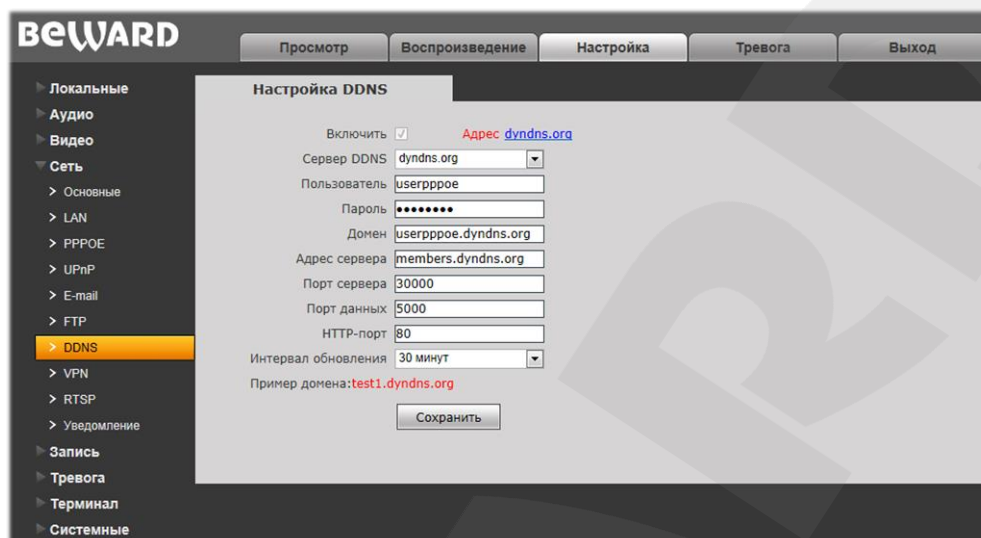 BEWARD
Просмотр Воспроизведение Настройка Тревога Выход
Локальные
Аудио
Видео
Сеть
> Основные
> LAN
> PPPOE
> UPnP
> E-mail
> FTP
> DDNS
> VPN
> RTSP
> Уведомление
Запись
Тревога
Терминал
Системные
Настройка DDNS
Включить Адрес dyndns.org
Сервер DDNS dyndns.org
Пользователь userpppoe
Пароль ••••••••
Домен userpppoe.dyndns.org
Адрес сервера members.dyndns.org
Порт сервера 30000
Порт данных 5000
HTTP-порт 80
Интервал обновления 30 минут
Пример домена:test1.dyndns.org
Сохранить